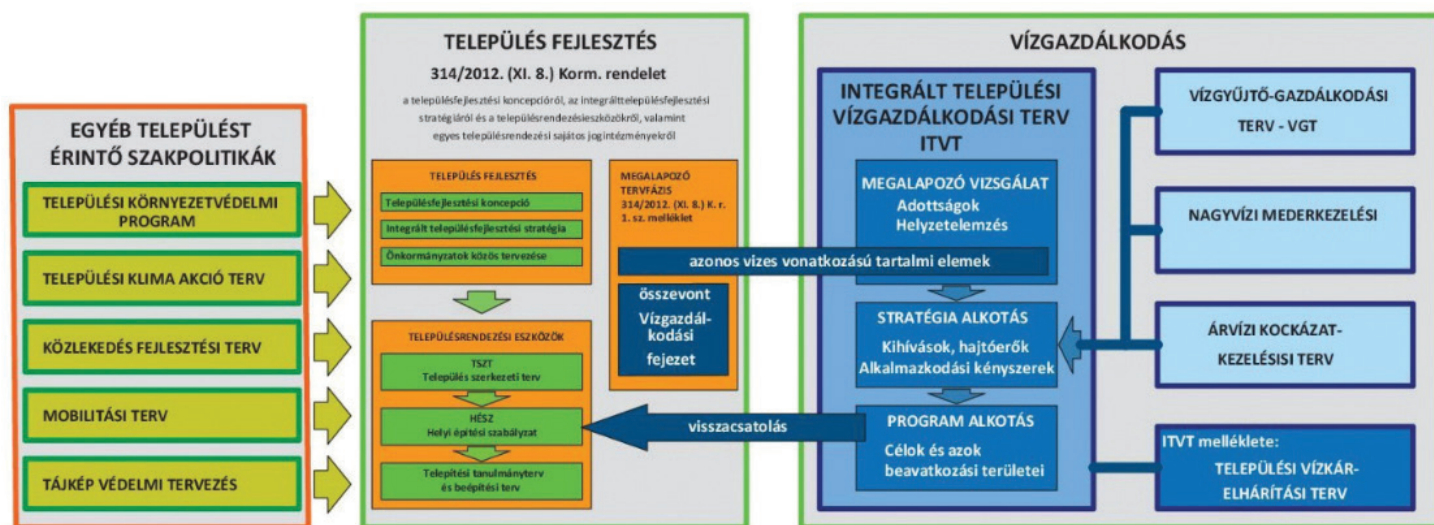 EGYÉB TELEPÜLÉST
ÉRINTŐ SZAKPOLITIKÁK
TELEPÜLÉSI KÖRNYEZETVÉDELMI
PROGRAM
TELEPÜLÉSI KLIMA AKCIÓ TERV
KÖZLEKEDÉS FEJLESZTÉSI TERV
MOBILITÁSI TERV
TÁJKÉP VÉDELMI TERVEZÉS
TELEPÜLÉS FEJLESZTÉS
314/2012. (XI. 8.) Korm. rendelet
a településfejlesztési koncepcióról, az integrálttelepülésfejlesztési
stratégiáról és a településrendezésieszközökről, valamint
egyes településrendezési sajátos jogintézményekről
TELEPÜLÉS FEJLESZTÉS
Településfejlesztési koncepció
Integrált településfejlesztési stratégia
Önkormányzatok közös tervezése
TELEPÜLÉSRENDEZÉSI ESZKÖZÖK
TSZT
Település szerkezeti terv
HÉSZ
Helyi építési szabályzat
Telepítési tanulmányterv
és beépítési terv
MEGALAPOZÓ
TERVFÁZIS
314/2012. (XI. 8.) K. r.
1. sz. melléklet
azonos vizes vonatkozású tartalmi elemek
összevont
Vízgazdál-
kodási
fejezet
visszacsatolás
VÍZGAZDÁLKODÁS
INTEGRÁLT TELEPÜLÉSI
VÍZGAZDÁLKODÁSI TERV
ITVT
MEGALAPOZÓ VIZSGÁLAT
Adottságok
Helyzetelemzés
STRATÉGIA ALKOTÁS
Kihívások, hajtóerők
Alkalmazkodási kényszerek
PROGRAM ALKOTÁS
Célok és azok
beavatkozási területei
VÍZGYŰJTŐ-GAZDÁLKODÁSI
TERV - VGT
NAGYVÍZI MEDERKEZELÉSI
ÁRVÍZI KOCKÁZAT-
KEZELÉSISI TERV
ITVT melléklete:
TELEPÜLÉSI VÍZKÁR-
ELHÁRÍTÁSI TERV